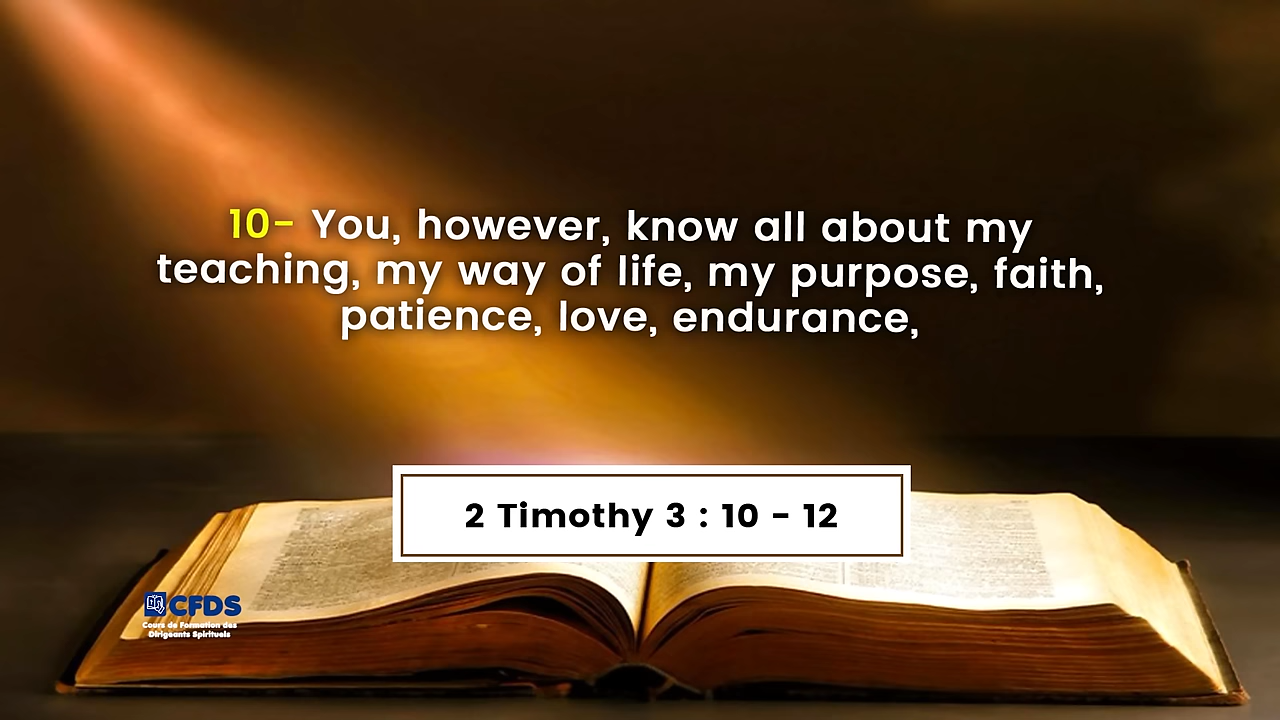 10- You, however, know all about my
teaching, my way of life, my purpose, faith,
patience, love, endurance,
2 Timothy 3 : 10 - 12
CFDS
Cours de Formation des
Dirigeants Spirituels